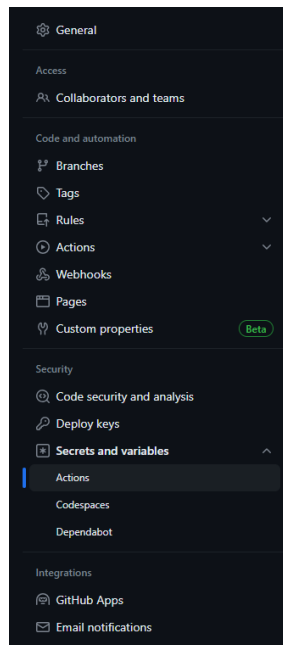 General
Access
Collaborators and teams
Code and automation
Branches
Tags
Rules
Actions
Webhooks
Pages
Custom properties Beta
Security
Code security and analysis
Deploy keys
Secrets and variables
Actions
Codespaces
Dependabot
Integrations
GitHub Apps
Email notifications